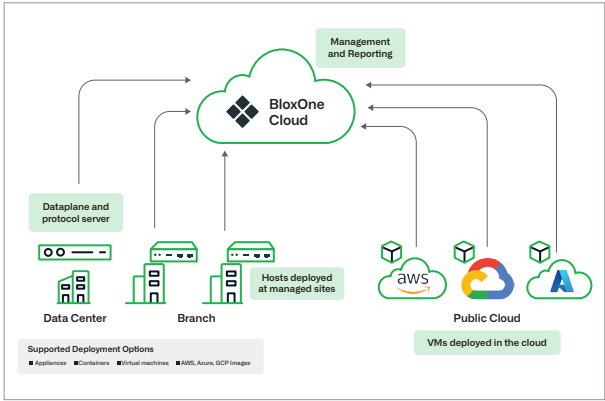 Management
and Reporting
BloxOne
Cloud
Dataplane and
protocol server
Hosts deployed
at managed sites
aws
Data Center
Branch
Public Cloud
VMs deployed in the cloud
Supported Deployment Options
Appliances Containers Virtual machines AWS, Azure, GCP Images